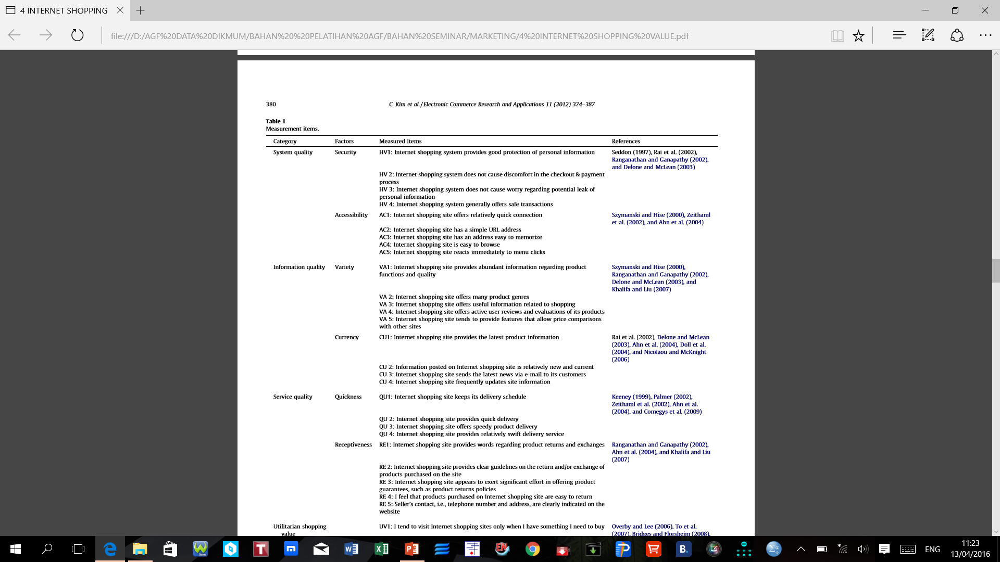 4 INTERNET SHOPPING
file:///D:/AGF%20DATA%20DIKMUM/BAHAN%20%20PELATIHAN%20AGF/BAHAN%20SEMINAR/MARKETING/4%20INTERNET%20SHOPPING%20VALUE.pdf
380 C. Kim et al. / Electronic Commerce Research and Applications 11 (2012) 374–387
Table 1
Measurement items.
Category Factors Measured Items References
System quality Security HV1: Internet shopping system provides good protection of personal information Seddon (1997), Rai et al. (2002),
Ranganathan and Ganapathy (2002),
and Delone and McLean (2003)
HV 2: Internet shopping system does not cause discomfort in the checkout & payment
process
HV 3: Internet shopping system does not cause worry regarding potential leak of
personal information
HV 4: Internet shopping system generally offers safe transactions
Accessibility AC1: Internet shopping site offers relatively quick connection Szymanski and Hise (2000), Zeithaml
et al. (2002), and Ahn et al. (2004)
AC2: Internet shopping site has a simple URL address
AC3: Internet shopping site has an address easy to memorize
AC4: Internet shopping site is easy to browse
AC5: Internet shopping site reacts immediately to menu clicks
Information quality Variety VA1: Internet shopping site provides abundant information regarding product Szymanski and Hise (2000),
functions and quality Ranganathan and Ganapathy (2002),
Delone and McLean (2003), and
Khalifa and Liu (2007)
VA 2: Internet shopping site offers many product genres
VA 3: Internet shopping site offers useful information related to shopping
VA 4: Internet shopping site offers active user reviews and evaluations of its products
VA 5: Internet shopping site tends to provide features that allow price comparisons
with other sites
Currency CU1: Internet shopping site provides the latest product information Rai et al. (2002), Delone and McLean
(2003), Ahn et al. (2004), Doll et al.
(2004), and Nicolaou and McKnight
(2006)
CU 2: Information posted on Internet shopping site is relatively new and current
CU 3: Internet shopping site sends the latest news via e-mail to its customers
CU 4: Internet shopping site frequently updates site information
Service quality Quickness QU1: Internet shopping site keeps its delivery schedule Keeney (1999), Palmer (2002),
Zeithaml et al. (2002), Ahn et al.
(2004), and Comegys et al. (2009)
QU 2: Internet shopping site provides quick delivery
QU 3: Internet shopping site offers speedy product delivery
QU 4: Internet shopping site provides relatively swift delivery service
Receptiveness RE1: Internet shopping site provides words regarding product returns and exchanges Ranganathan and Ganapathy (2002),
Ahn et al. (2004), and Khalifa and Liu
(2007)
RE 2: Internet shopping site provides clear guidelines on the return and/or exchange of
products purchased on the site
RE 3: Internet shopping site appears to exert significant effort in offering product
guarantees, such as product returns policies
RE 4: I feel that products purchased on Internet shopping site are easy to return
RE 5: Seller's contact, i.e., telephone number and address, are clearly indicated on the
website
Utilitarian shopping UV1: I tend to visit Internet shopping sites only when I have something I need to buy Overby and Lee (2006), To et al.
value (2007), Bridges and Florsheim (2008),
ENG
11:23
13/04/2016